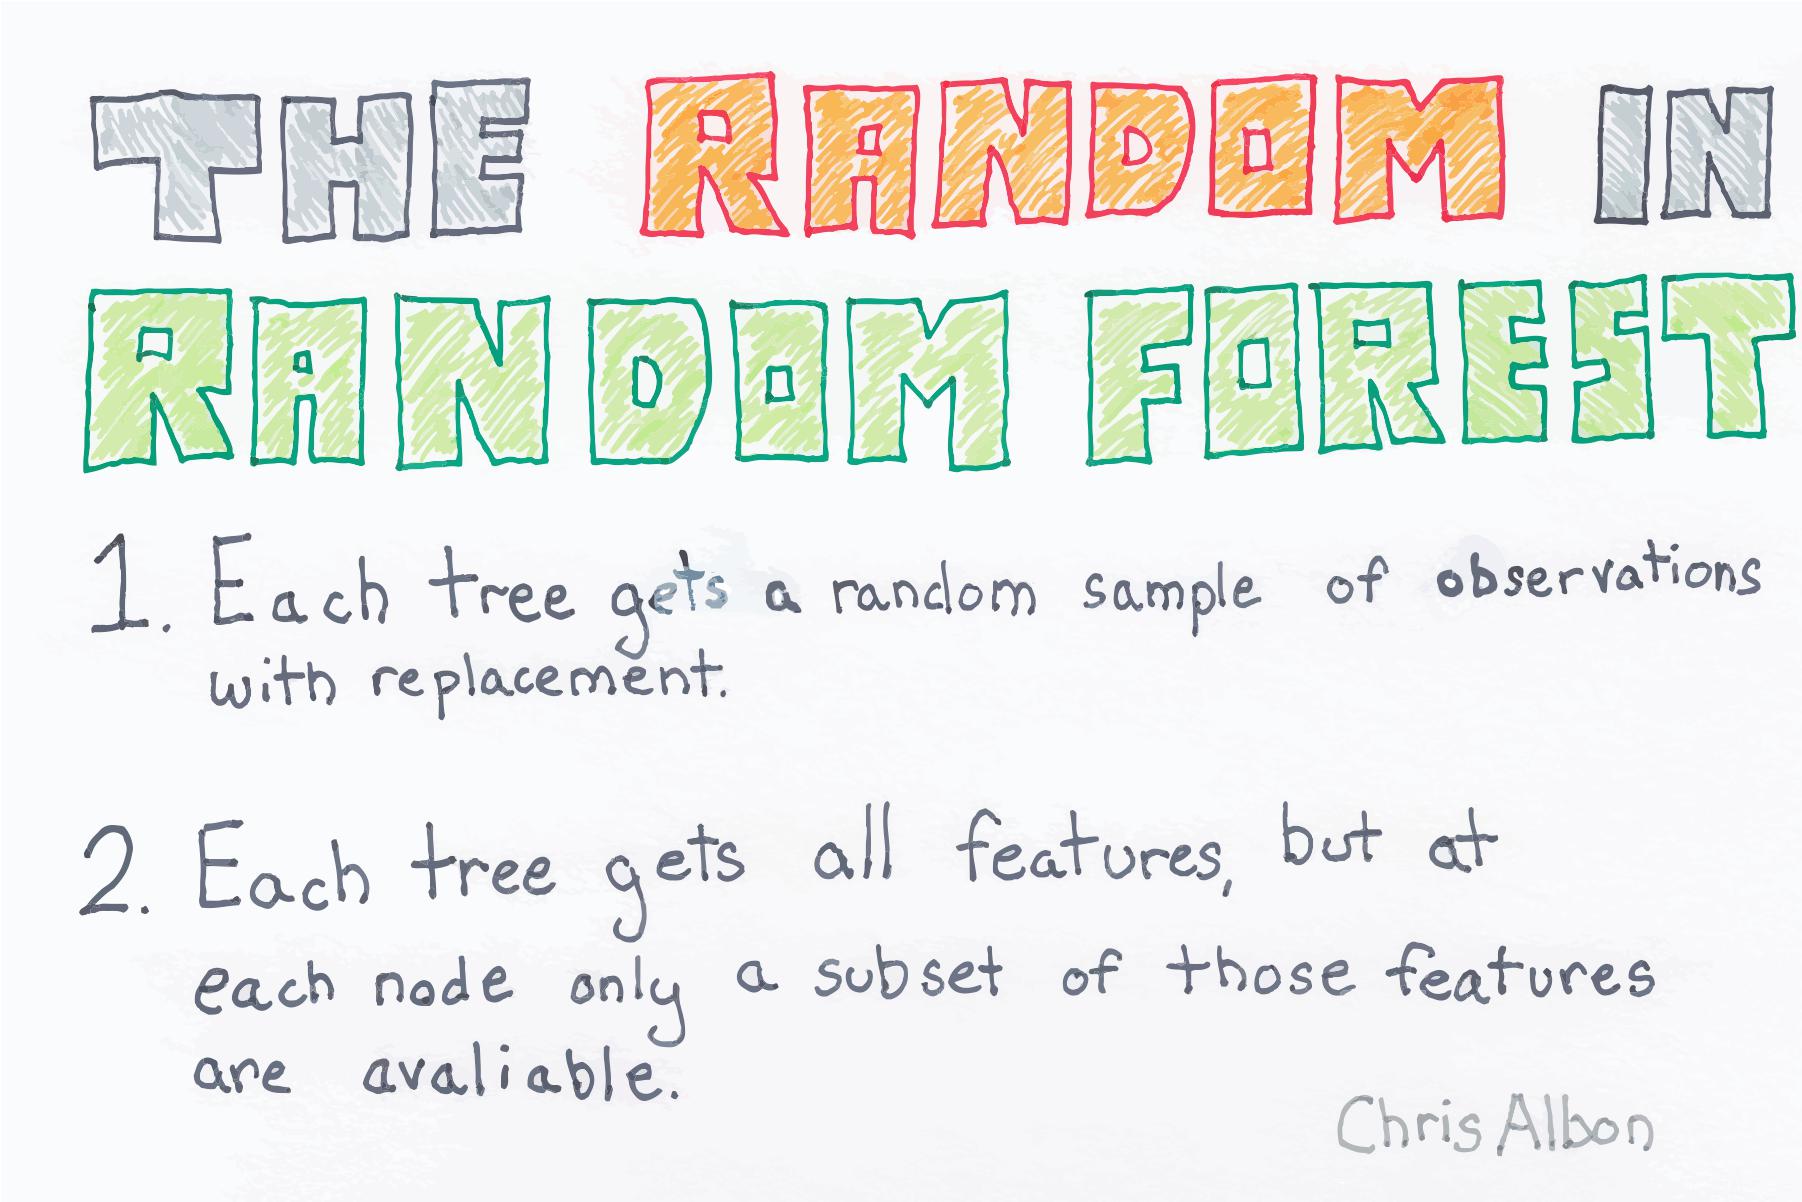 THE RANDOM IN
RANDOM FOREST
1. Each tree gets a random sample of observations
with replacement.
2. Each tree gets all features, but at
each node only a subset of those features
are avaliable.
Chris Albon